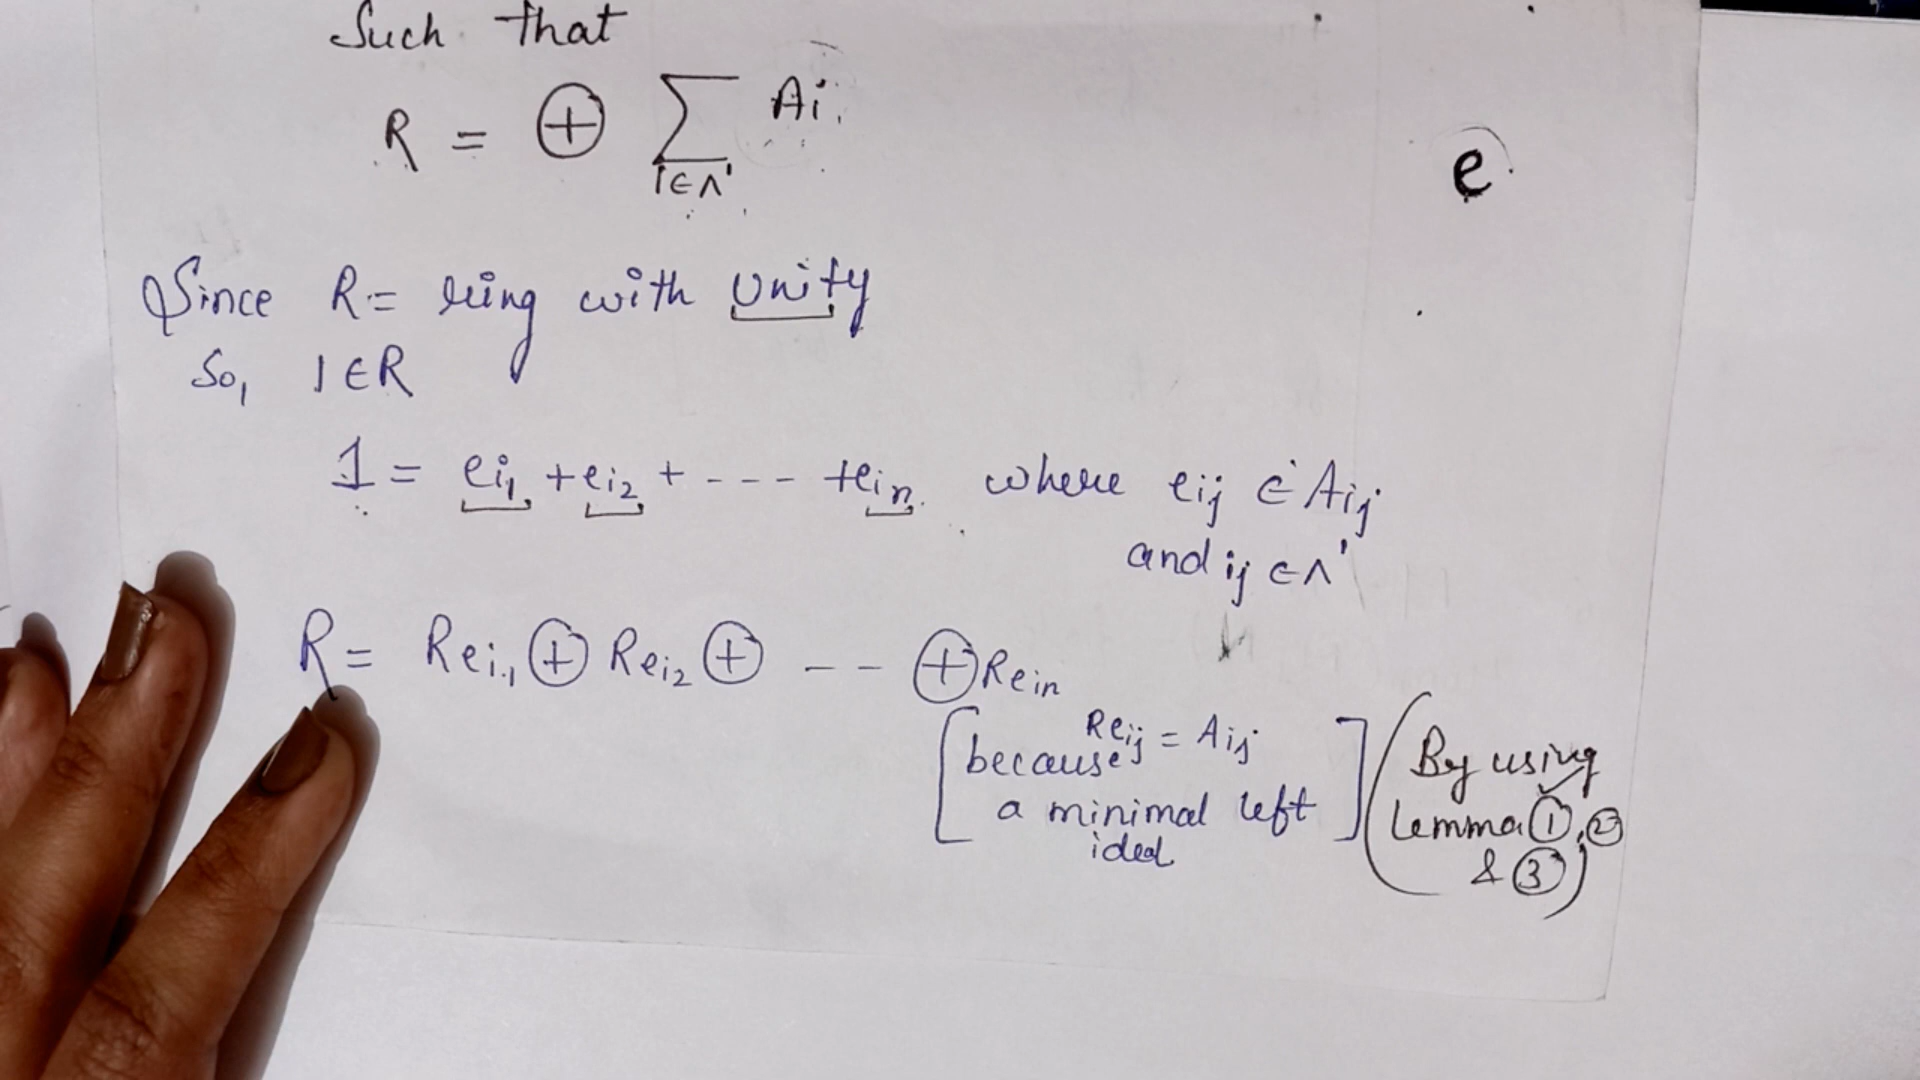 Such that
R = ⊕ ∑ Ai
i∈Λ'
e
Since R = ring with unity
So, 1∈R
1 = ei1 + ei2 + ---- + ein where eij ∈ Aij
and ij ∈ Λ'
R = Rei1 ⊕ Rei2 ⊕ -- ⊕ Rein
[because Reij = Aij
a minimal left
ideal]
(By using
Lemma ①, ②
& ③)